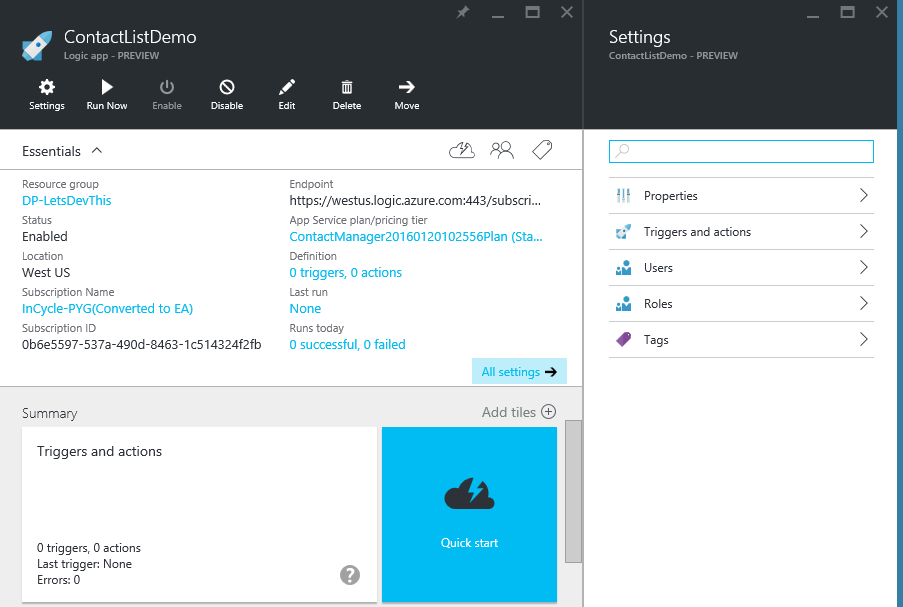 ContactListDemo
Logic app - PREVIEW
Settings
Run Now
Enable
Disable
Edit
Delete
Move
Essentials
Resource group
DP-LetsDevThis
Status
Enabled
Location
West US
Subscription Name
InCycle-PYG(Converted to EA)
Subscription ID
0b6e5597-537a-490d-8463-1c514324f2fb
Endpoint
https://westus.logic.azure.com:443/subscri...
App Service plan/pricing tier
ContactManager20160120102556Plan (Sta...
Definition
0 triggers, 0 actions
Last run
None
Runs today
0 successful, 0 failed
All settings
Summary
Add tiles
Triggers and actions
0 triggers, 0 actions
Last trigger: None
Errors: 0
?
Quick start
Settings
ContactListDemo - PREVIEW
Properties
Triggers and actions
Users
Roles
Tags